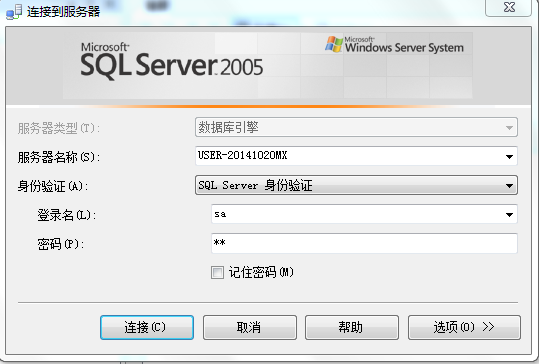 连接到服务器
Microsoft®
SQL Server 2005
Microsoft®
Windows Server System
服务器类型(T):
数据库引擎
服务器名称(S):
USER-20141020MX
身份验证(A):
SQL Server 身份验证
登录名(L):
sa
密码(P):
**
记住密码(M)
连接(C)
取消
帮助
选项(O) >>